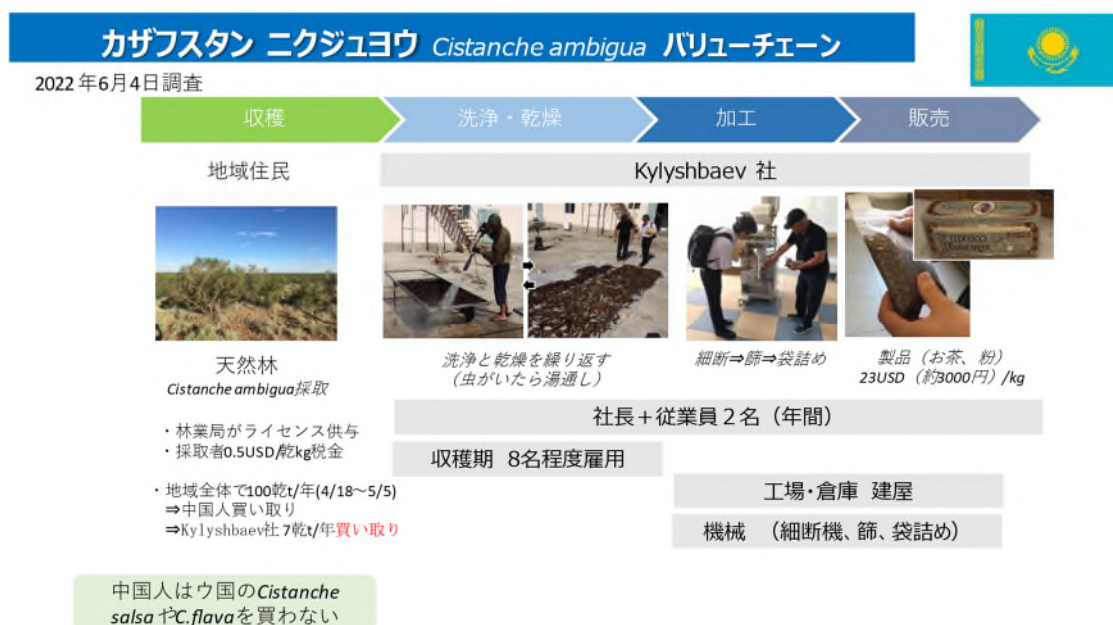 カザフスタン ニクジュヨウ Cistanche ambigua バリューチェーン
2022年6月4日調査
収穫
洗浄・乾燥
加工
販売
地域住民
Kylyshbaev 社
天然林
Cistanche ambigua採取
洗浄と乾燥を繰り返す
（虫がいたら湯通し）
細断⇒篩⇒袋詰め
製品（お茶、粉）
23USD（約3000円）/kg
・林業局がライセンス供与
・採取者0.5USD/乾kg税金
・地域全体で100乾t/年(4/18～5/5)
⇒中国人買い取り
⇒Kylyshbaev社 7乾t/年買い取り
社長＋従業員２名（年間）
収穫期 8名程度雇用
工場・倉庫 建屋
機械 （細断機、篩、袋詰め）
中国人はウ国のCistanche
salsa やC.flavaを買わない